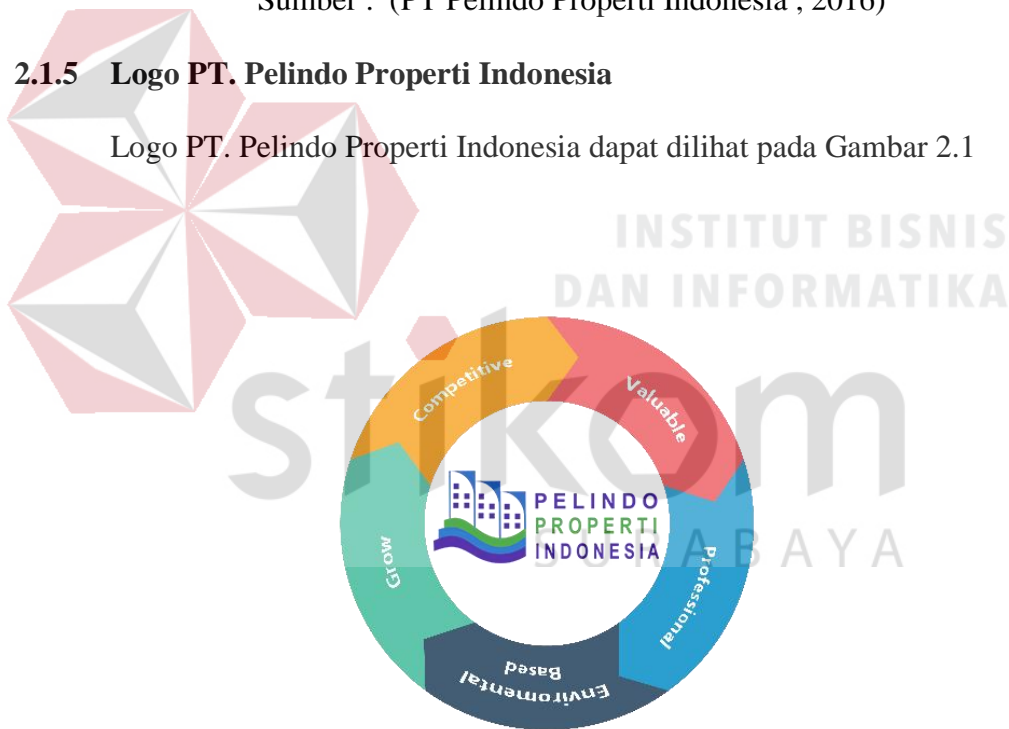 Sumber : (PT Pelindo Properti Indonesia , 2016)
2.1.5 Logo PT. Pelindo Properti Indonesia
Logo PT. Pelindo Properti Indonesia dapat dilihat pada Gambar 2.1
INSTITUT BISNIS
DAN INFORMATIKA
stikom
SURABAYA
Competitive
Valuable
Professional
Enviromental
Based
Grow
PELINDO
PROPERTI
INDONESIA